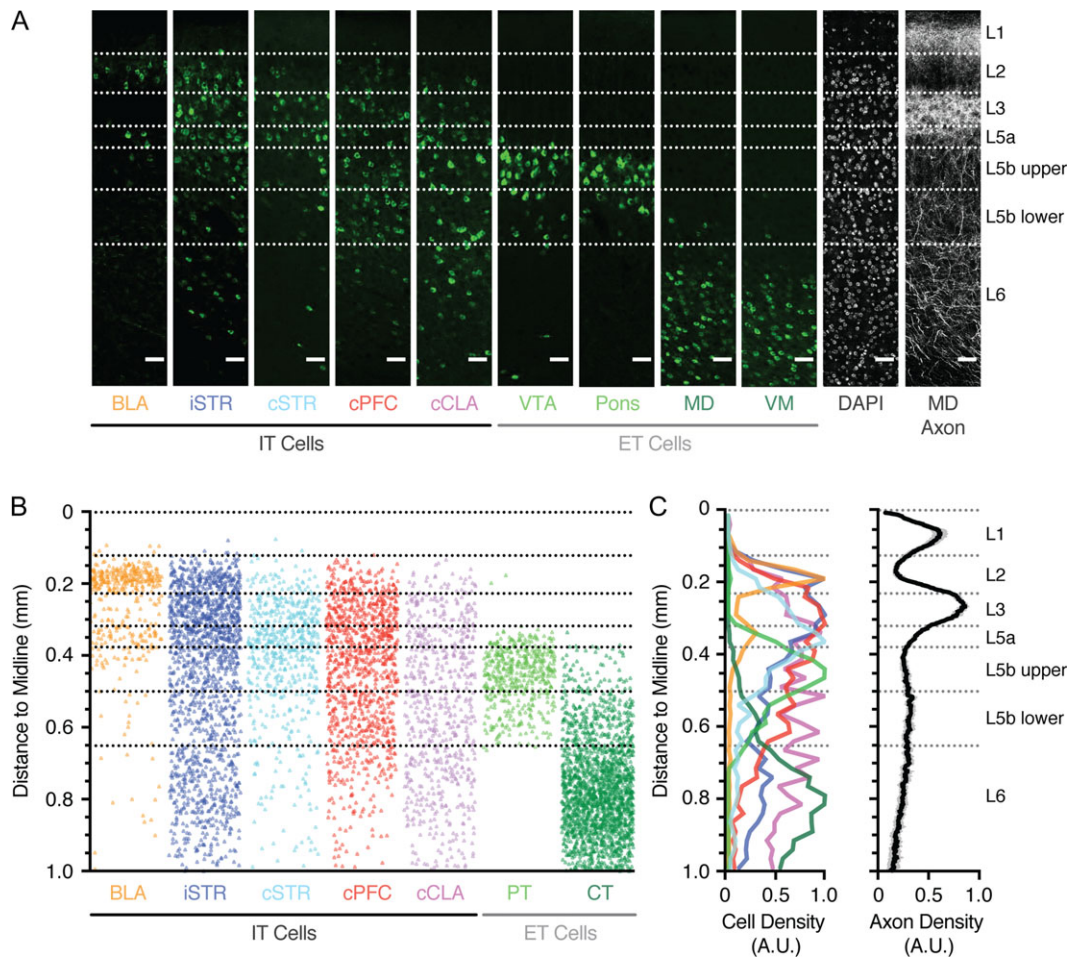 A
L1
L2
L3
L5a
L5b upper
L5b lower
L6
BLA iSTR cSTR cPFC cCLA VTA Pons MD VM DAPI MD Axon
IT Cells ET Cells
B
Distance to Midline (mm)
0
0.2
0.4
0.6
0.8
1.0
BLA iSTR cSTR cPFC cCLA PT CT
IT Cells ET Cells
C
Distance to Midline (mm)
0
0.2
0.4
0.6
0.8
1.0
0 0.5 1.0
Cell Density
(A.U.)
0 0.5 1.0
Axon Density
(A.U.)
L1
L2
L3
L5a
L5b upper
L5b lower
L6